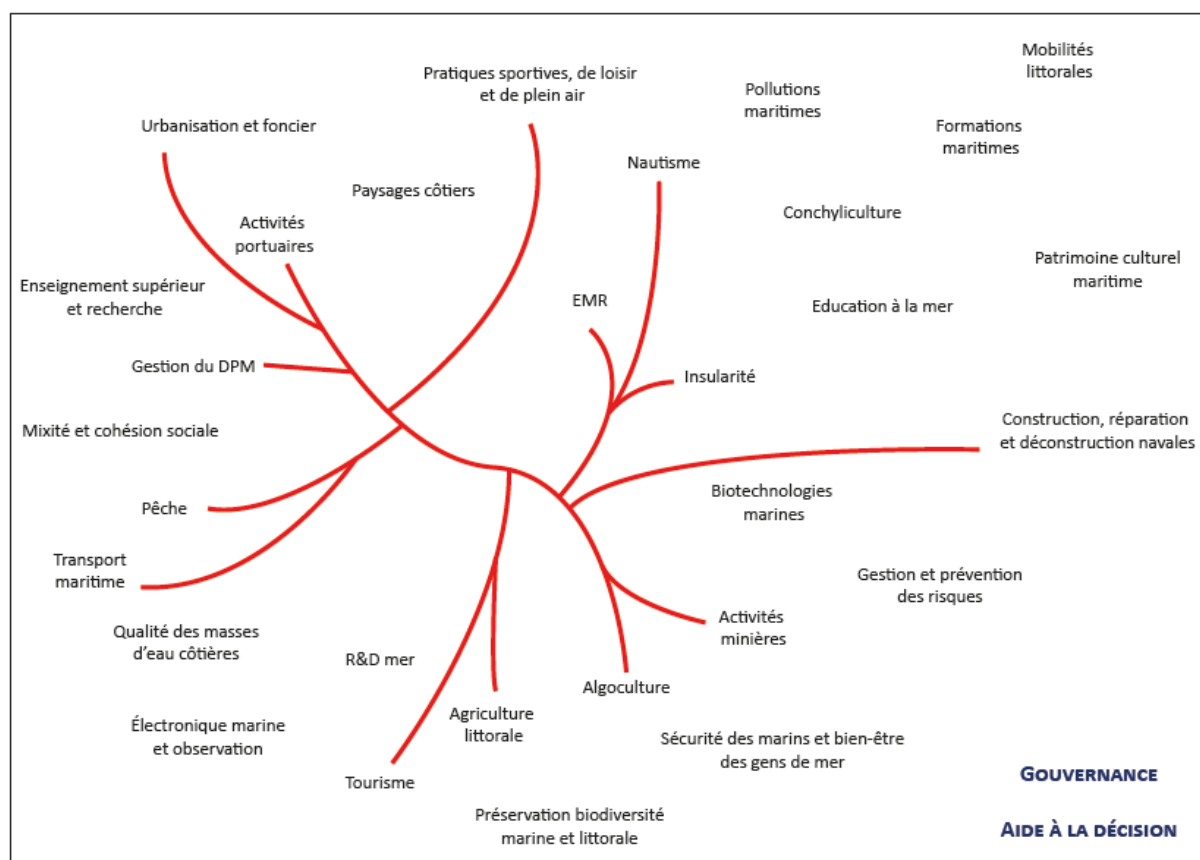 Mobilités
littorales
Pratiques sportives, de loisir
et de plein air
Pollutions
maritimes
Urbanisation et foncier
Formations
maritimes
Nautisme
Paysages côtiers
Conchyliculture
Activités
portuaires
Patrimoine culturel
maritime
Enseignement supérieur
et recherche
EMR
Education à la mer
Gestion du DPM
Insularité
Mixité et cohésion sociale
Construction, réparation
et déconstruction navales
Biotechnologies
marines
Pêche
Transport
maritime
Gestion et prévention
des risques
Activités
minières
Qualité des masses
d'eau côtières
R&D mer
Algoculture
Agriculture
littorale
Électronique marine
et observation
Sécurité des marins et bien-être
des gens de mer
Tourisme
GOUVERNANCE
Préservation biodiversité
marine et littorale
AIDE À LA DÉCISION